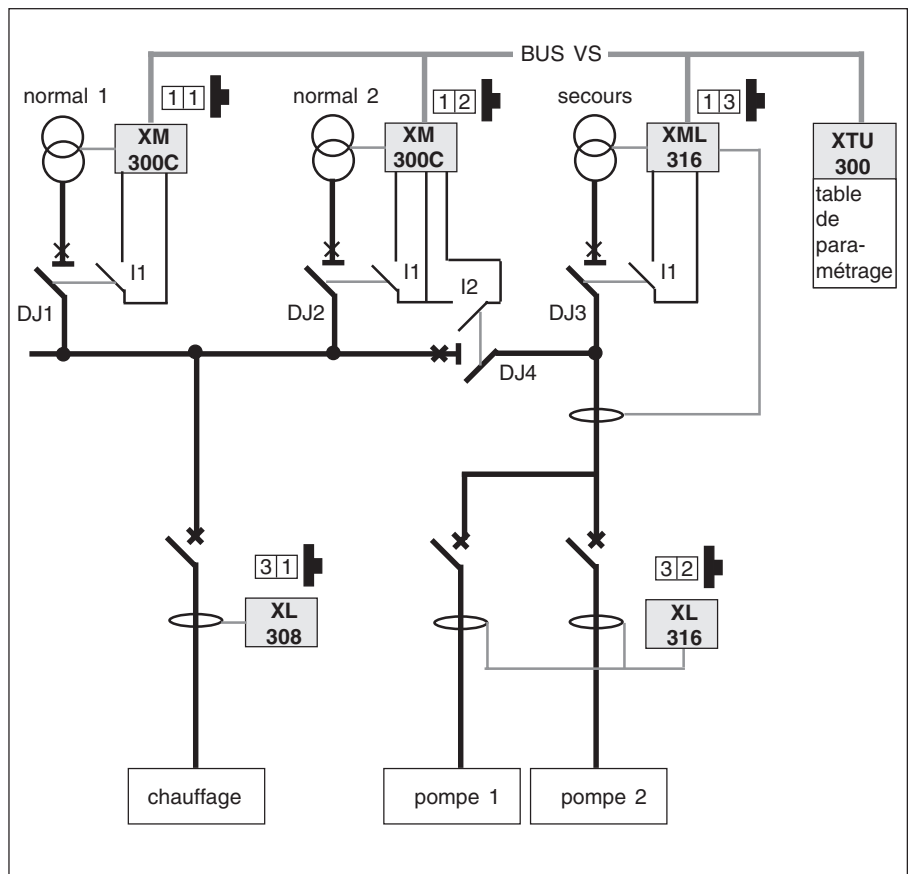 BUS VS
normal 1
1 1
normal 2
1 2
secours
1 3
XM
300C
XM
300C
XML
316
XTU
300
table
de
para-
métrage
I1
I1
I2
I1
DJ1
DJ2
DJ3
DJ4
3 1
3 2
XL
308
XL
316
chauffage
pompe 1
pompe 2